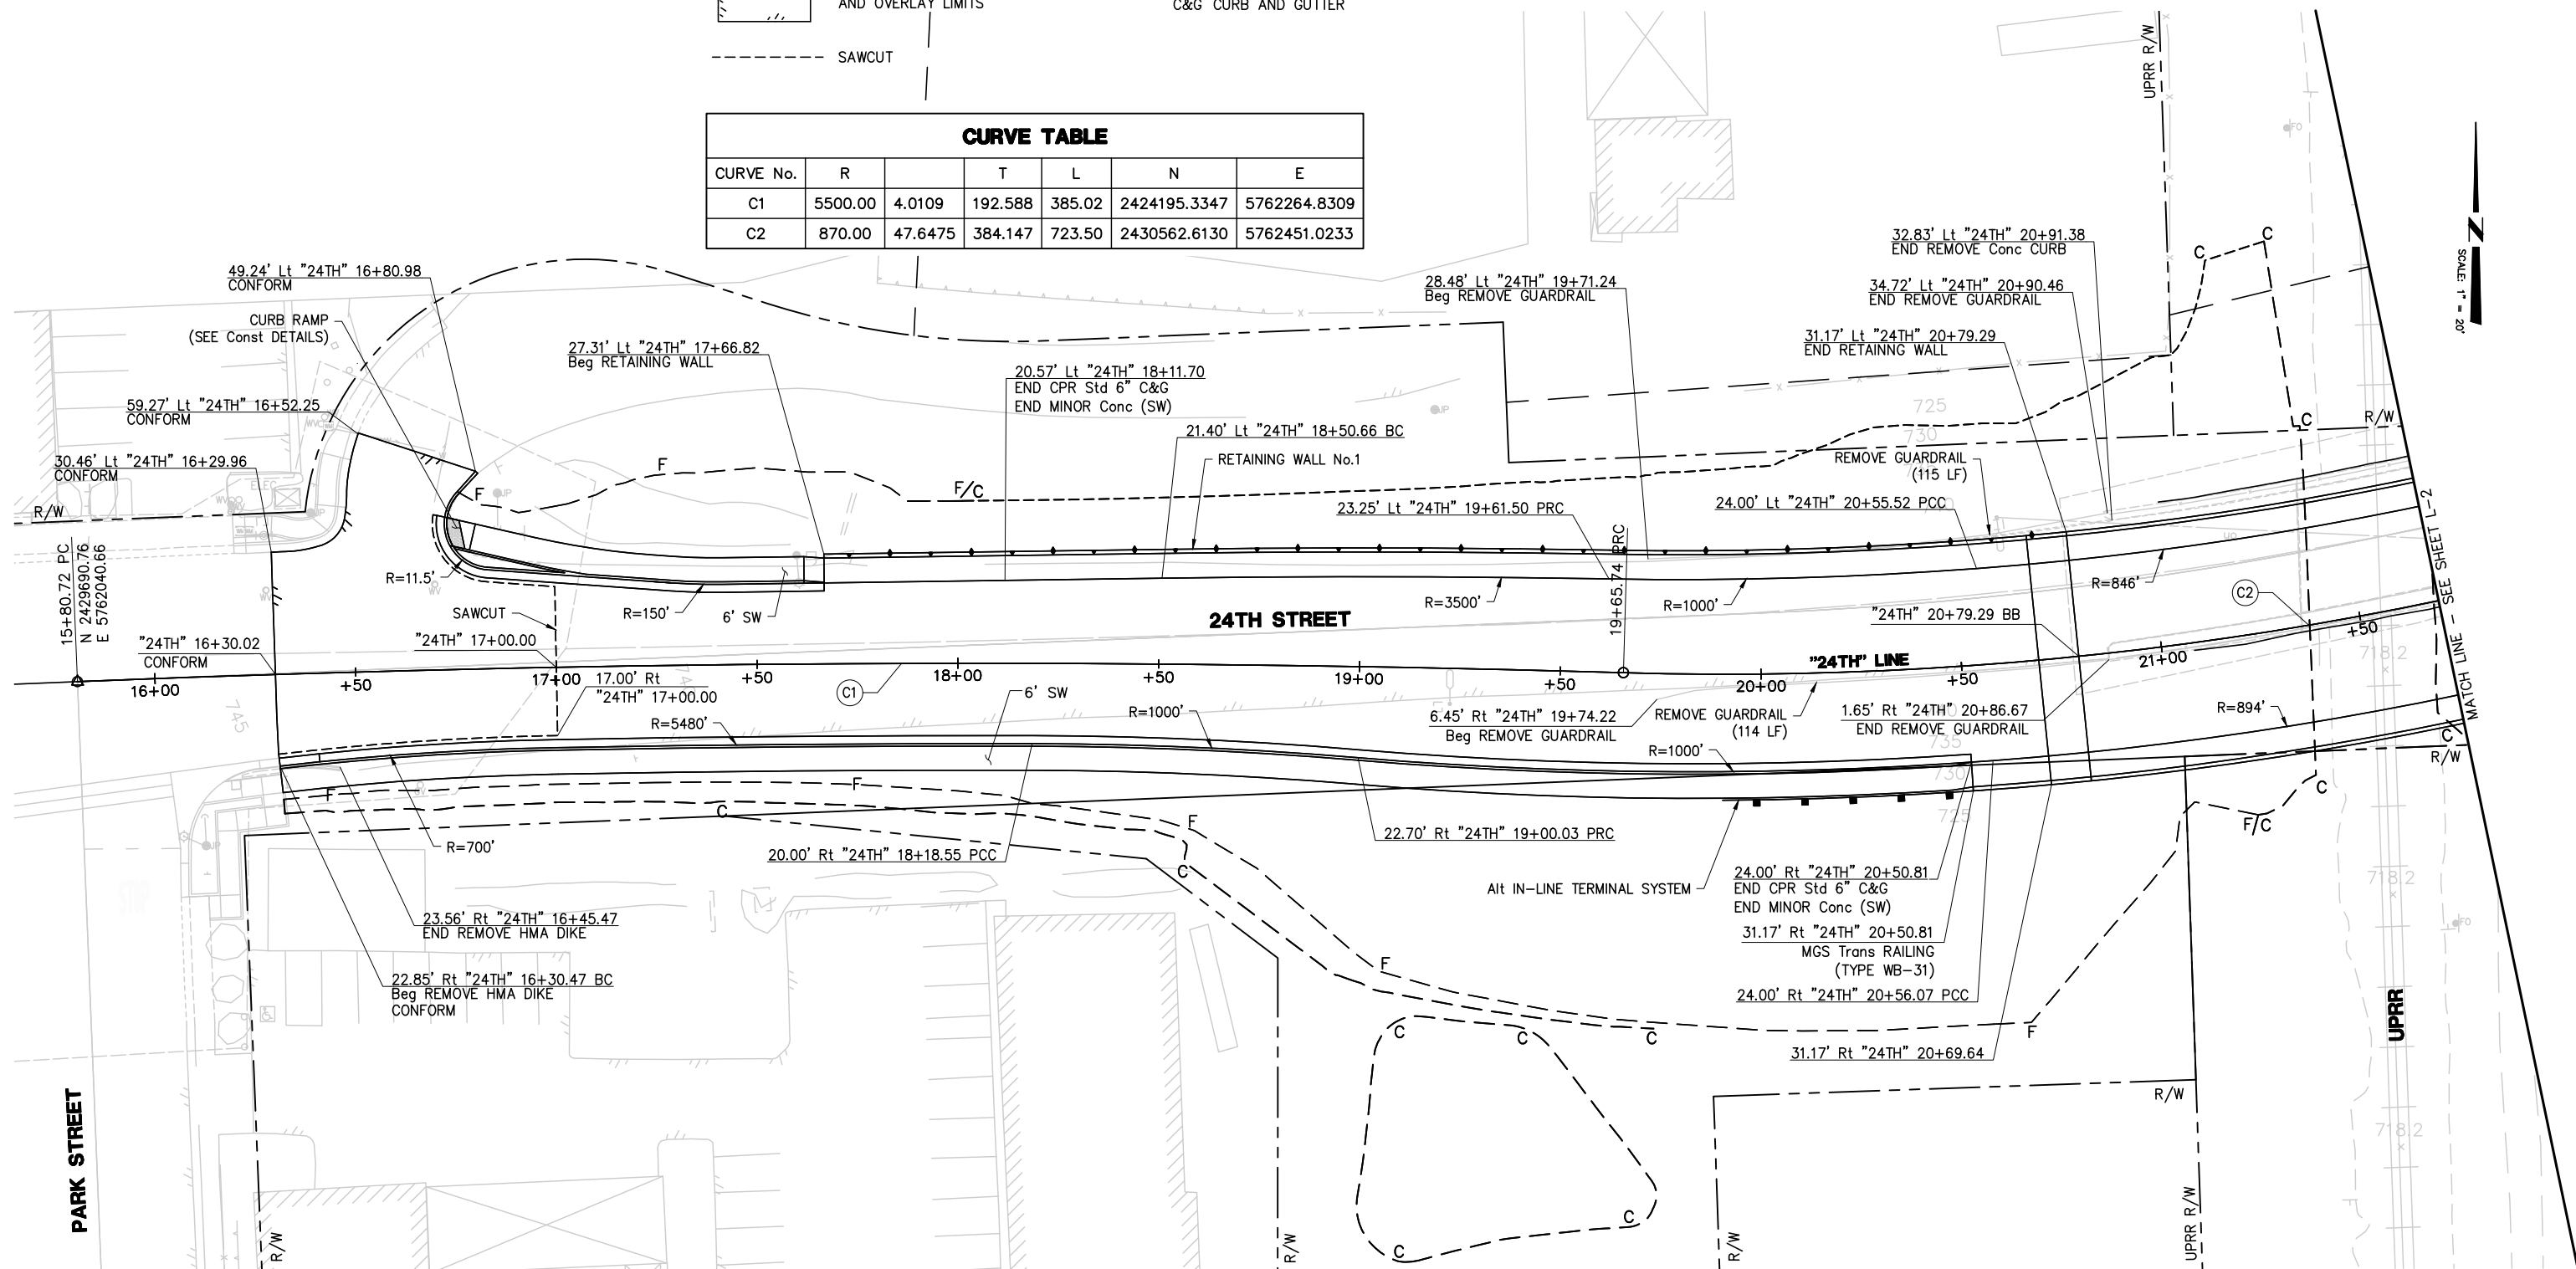 AND OVERLAY LIMITS
C&G CURB AND GUTTER
SAWCUT
CURVE TABLE
CURVE No. R T L N E
C1 5500.00 4.0109 192.588 385.02 2424195.3347 5762264.8309
C2 870.00 47.6475 384.147 723.50 2430562.6130 5762451.0233
UPRR R/W
N
SCALE: 1" = 20'
49.24' Lt "24TH" 16+80.98
CONFORM
CURB RAMP
(SEE Const DETAILS)
59.27' Lt "24TH" 16+52.25
CONFORM
30.46' Lt "24TH" 16+29.96
CONFORM
27.31' Lt "24TH" 17+66.82
Beg RETAINING WALL
20.57' Lt "24TH" 18+11.70
END CPR Std 6" C&G
END MINOR Conc (SW)
21.40' Lt "24TH" 18+50.66 BC
RETAINING WALL No.1
28.48' Lt "24TH" 19+71.24
Beg REMOVE GUARDRAIL
32.83' Lt "24TH" 20+91.38
END REMOVE Conc CURB
34.72' Lt "24TH" 20+90.46
END REMOVE GUARDRAIL
31.17' Lt "24TH" 20+79.29
END RETAINNG WALL
REMOVE GUARDRAIL
(115 LF)
23.25' Lt "24TH" 19+61.50 PRC
24.00' Lt "24TH" 20+55.52 PCC
725
730
C
C
C
R/W
F
F
F/C
R/W
ELEC
JP
JP
JP
FO
15+80.72 PC
N 2429690.76
E 5762040.66
R=11.5'
R=150'
6' SW
SAWCUT
"24TH" 16+30.02
CONFORM
"24TH" 17+00.00
17.00' Rt
"24TH" 17+00.00
24TH STREET
R=3500'
R=1000'
19+65.74 PRC
R=846'
C2
"24TH" 20+79.29 BB
"24TH" LINE
16+00
+50
17+00
+50
18+00
+50
19+00
+50
20+00
+50
21+00
+50
C1
MATCH LINE - SEE SHEET L-2
718.2
745
R=5480'
6' SW
R=1000'
6.45' Rt "24TH" 19+74.22
Beg REMOVE GUARDRAIL
REMOVE GUARDRAIL
(114 LF)
1.65' Rt "24TH" 20+86.67
END REMOVE GUARDRAIL
R=894'
R=1000'
735
730
725
C
R/W
F
F
C
F
C
C
F/C
R=700'
20.00' Rt "24TH" 18+18.55 PCC
22.70' Rt "24TH" 19+00.03 PRC
Alt IN-LINE TERMINAL SYSTEM
24.00' Rt "24TH" 20+50.81
END CPR Std 6" C&G
END MINOR Conc (SW)
31.17' Rt "24TH" 20+50.81
MGS Trans RAILING
(TYPE WB-31)
24.00' Rt "24TH" 20+56.07 PCC
31.17' Rt "24TH" 20+69.64
23.56' Rt "24TH" 16+45.47
END REMOVE HMA DIKE
22.85' Rt "24TH" 16+30.47 BC
Beg REMOVE HMA DIKE
CONFORM
JP
718.2
FO
F
C
C
C
F
C
C
R/W
718.2
UPRR
PARK STREET
R/W
R/W
R/W
UPRR R/W